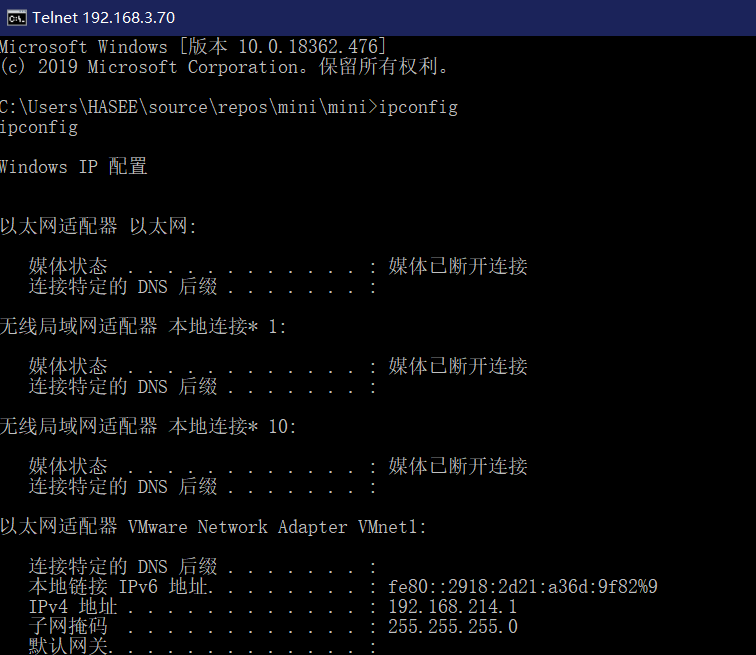 Telnet 192.168.3.70
Microsoft Windows [版本 10.0.18362.476]
(c) 2019 Microsoft Corporation。保留所有权利。
C:\Users\HASEE\source\repos\mini\mini>ipconfig
ipconfig
Windows IP 配置
以太网适配器 以太网:
媒体状态 . . . . . . . . . . . . : 媒体已断开连接
连接特定的 DNS 后缀 . . . . . . . :
无线局域网适配器 本地连接* 1:
媒体状态 . . . . . . . . . . . . : 媒体已断开连接
连接特定的 DNS 后缀 . . . . . . . :
无线局域网适配器 本地连接* 10:
媒体状态 . . . . . . . . . . . . : 媒体已断开连接
连接特定的 DNS 后缀 . . . . . . . :
以太网适配器 VMware Network Adapter VMnet1:
连接特定的 DNS 后缀 . . . . . . . :
本地链接 IPv6 地址. . . . . . . . : fe80::2918:2d21:a36d:9f82%9
IPv4 地址 . . . . . . . . . . . . : 192.168.214.1
子网掩码 . . . . . . . . . . . . : 255.255.255.0
默认网关. . . . . . . . . . . . . :